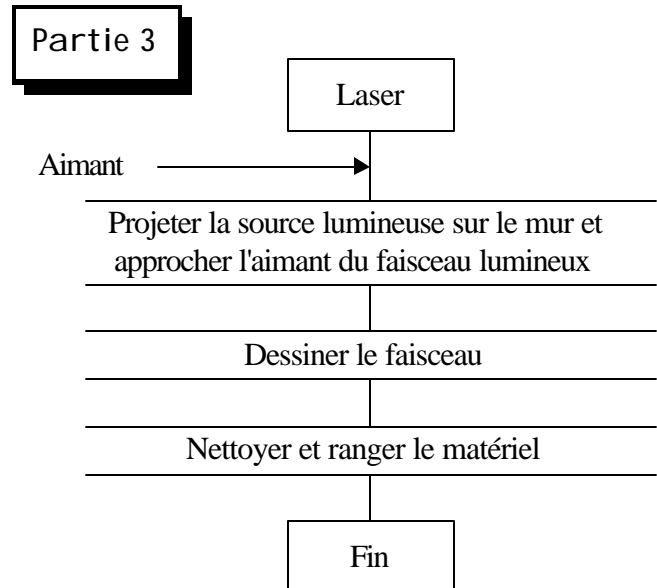 Partie 3
Laser
Aimant
Projeter la source lumineuse sur le mur et
approcher l'aimant du faisceau lumineux
Dessiner le faisceau
Nettoyer et ranger le matériel
Fin